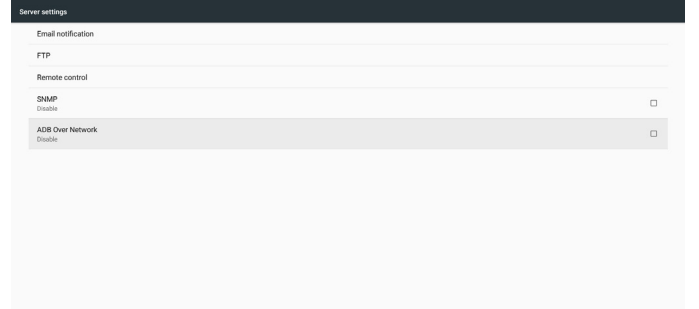 Server settings
Email notification
FTP
Remote control
SNMP
Disable
ADB Over Network
Disable